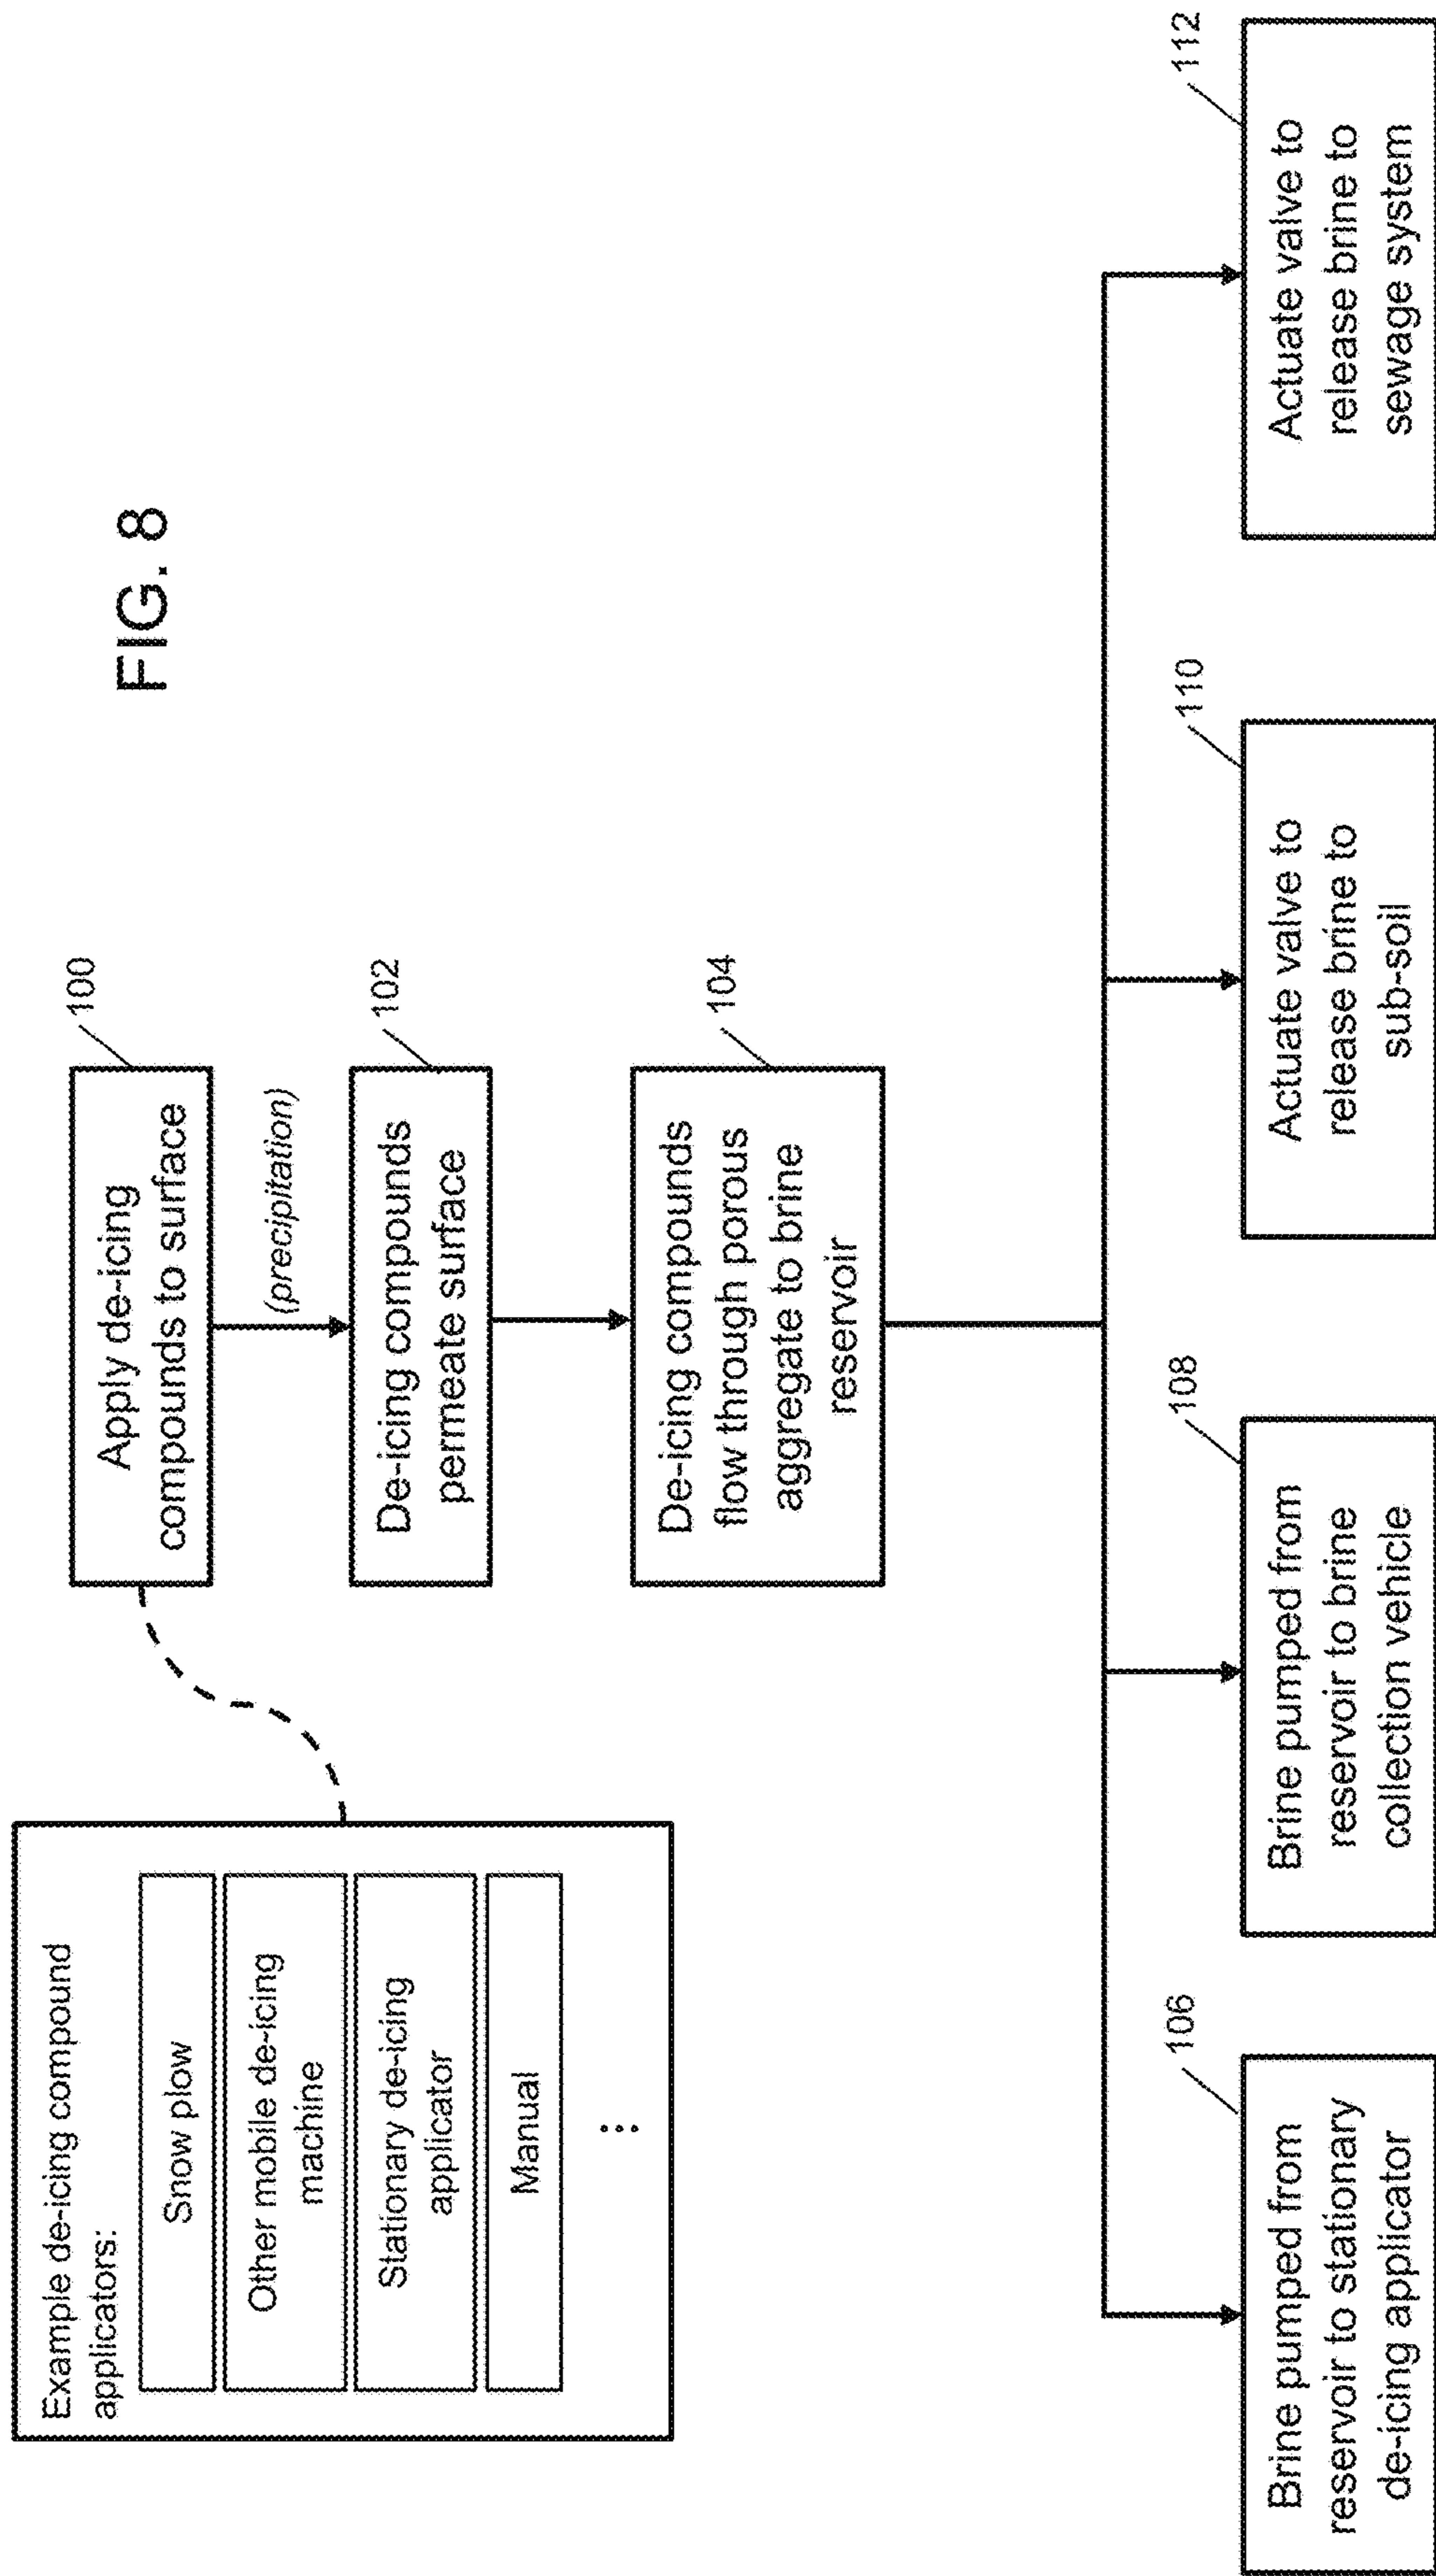 FIG. 8
Example de-icing compound
applicators:
Snow plow
Other mobile de-icing
machine
Stationary de-icing
applicator
Manual
...
100
Apply de-icing
compounds to surface
(precipitation)
102
De-icing compounds
permeate surface
104
De-icing compounds
flow through porous
aggregate to brine
reservoir
106
Brine pumped from
reservoir to stationary
de-icing applicator
108
Brine pumped from
reservoir to brine
collection vehicle
110
Actuate valve to
release brine to
sub-soil
112
Actuate valve to
release brine to
sewage system